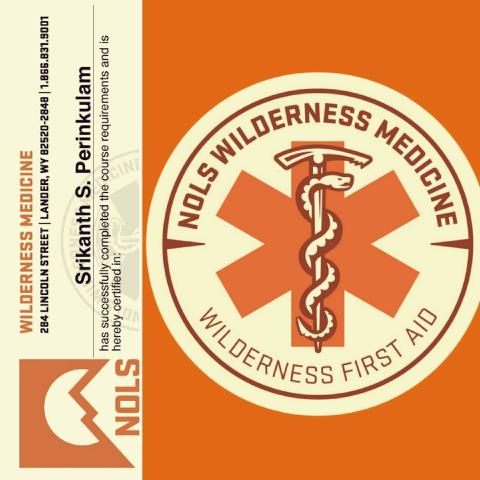 WILDERNESS MEDICINE
284 LINCOLN STREET | LANDER, WY 82520-2848 | 1.866.831.9001
Srikanth S. Perinkulam
has successfully completed the course requirements and is
hereby certified in:
NOLS
NOLS WILDERNESS MEDICINE
WILDERNESS FIRST AID